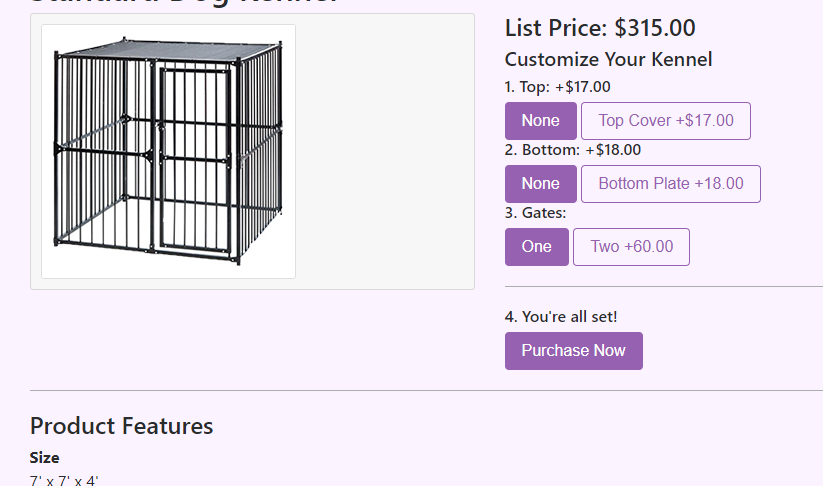 Standard Dog Kennel
List Price: $315.00
Customize Your Kennel
1. Top: +$17.00
None
Top Cover +$17.00
2. Bottom: +$18.00
None
Bottom Plate +18.00
3. Gates:
One
Two +60.00
4. You're all set!
Purchase Now
Product Features
Size
7' x 7' x 4'